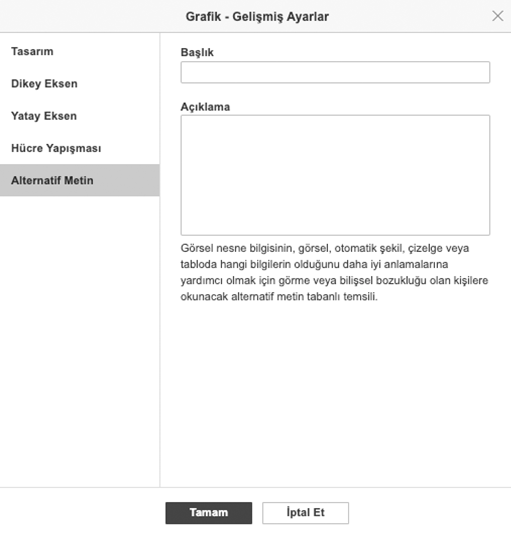 Grafik - Gelişmiş Ayarlar
Tasarım
Dikey Eksen
Yatay Eksen
Hücre Yapışması
Alternatif Metin
Başlık
Açıklama
Görsel nesne bilgisinin, görsel, otomatik şekil, çizelge veya
tabloda hangi bilgilerin olduğunu daha iyi anlamalarına
yardımcı olmak için görme veya bilişsel bozukluğu olan kişilere
okunacak alternatif metin tabanlı temsili.
Tamam
İptal Et